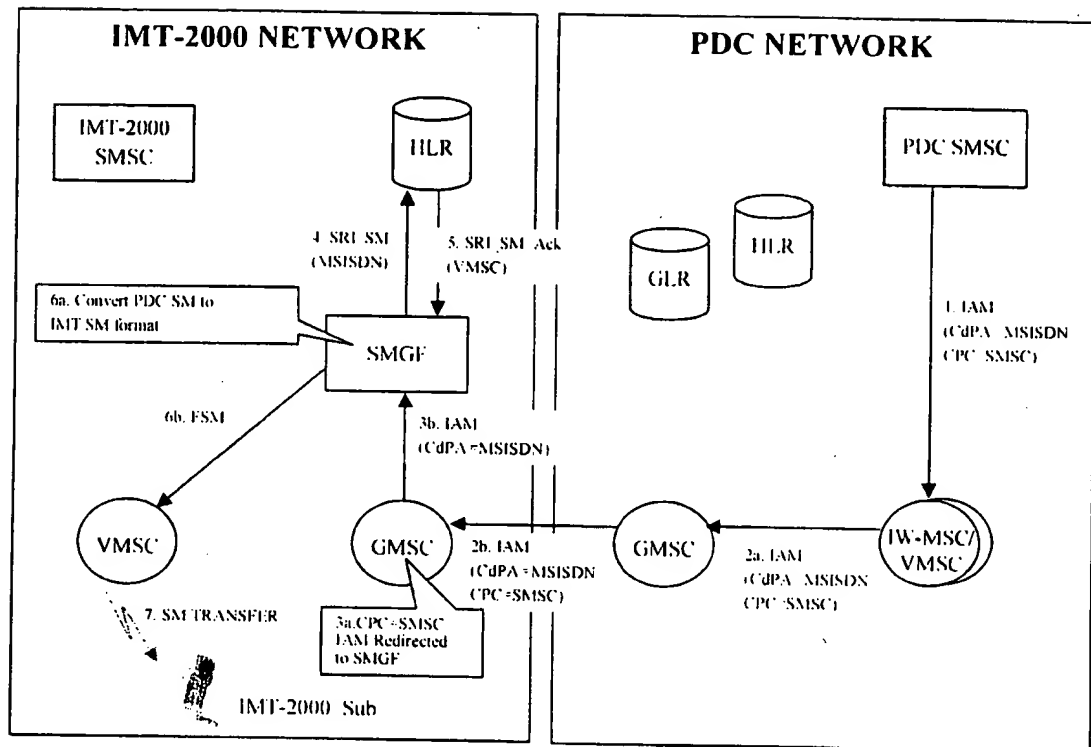 IMT-2000 NETWORK
PDC NETWORK
IMT-2000
SMSC
HLR
PDC SMSC
4. SRI_SM
(MSISDN)
5. SRI_SM_Ack
(VMSC)
HLR
GLR
6a. Convert PDC SM to
IMT SM format
SMGF
1. IAM
(CdPA=MSISDN
CPC=SMSC)
6b. FSM
3b. IAM
(CdPA=MSISDN)
VMSC
GMSC
2b. IAM
(CdPA=MSISDN
CPC=SMSC)
GMSC
2a. IAM
(CdPA=MSISDN
CPC=SMSC)
IW-MSC/
VMSC
7. SM TRANSFER
3a.CPC=SMSC
IAM Redirected
to SMGF
IMT-2000 Sub